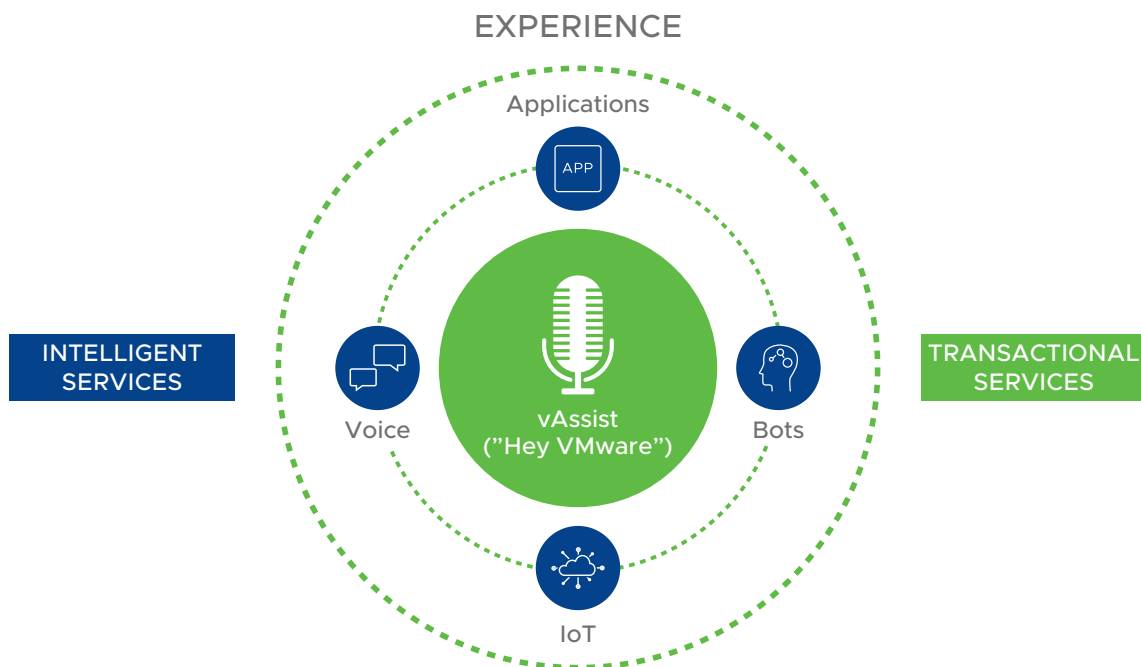 EXPERIENCE
Applications
APP
INTELLIGENT
SERVICES
TRANSACTIONAL
SERVICES
Voice
vAssist
(”Hey VMware”)
Bots
IoT